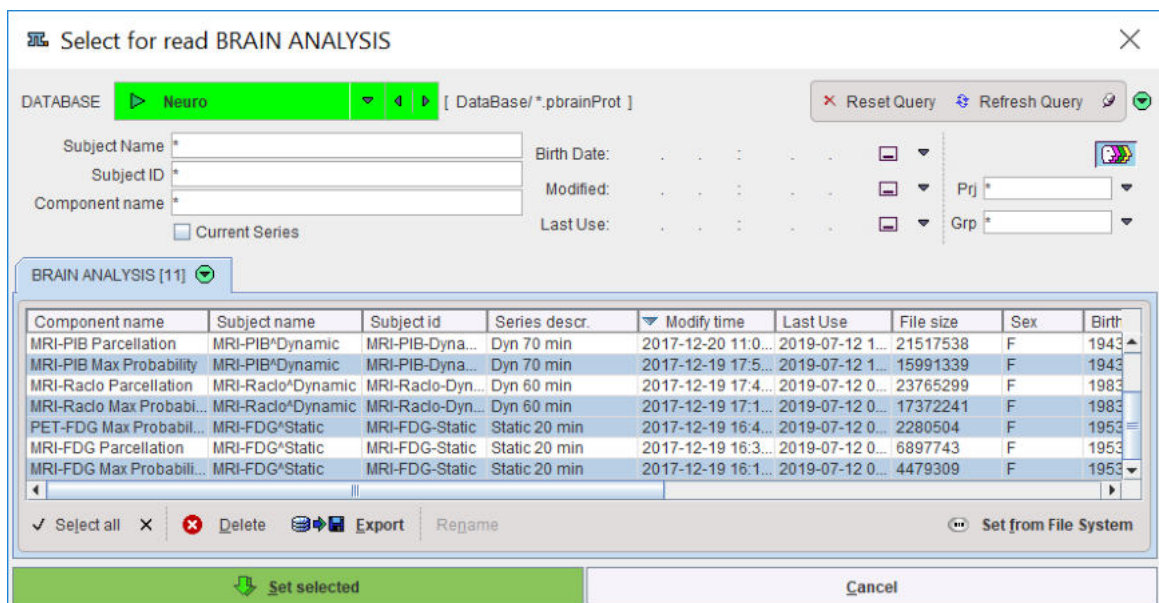 Select for read BRAIN ANALYSIS
DATABASE Neuro [ DataBase/ *.pbrainProt ] Reset Query Refresh Query
Subject Name * Birth Date: . . : . .
Subject ID * Modified: . . : . . Prj *
Component name * Last Use: . . : . . Grp *
Current Series
BRAIN ANALYSIS [11]
Component name Subject name Subject id Series descr. Modify time Last Use File size Sex Birth
MRI-PIB Parcellation MRI-PIB^Dynamic MRI-PIB-Dyna... Dyn 70 min 2017-12-20 11:0... 2019-07-12 1... 21517538 F 1943
MRI-PIB Max Probability MRI-PIB^Dynamic MRI-PIB-Dyna... Dyn 70 min 2017-12-19 17:5... 2019-07-12 1... 15991339 F 1943
MRI-Raclo Parcellation MRI-Raclo^Dynamic MRI-Raclo-Dyn... Dyn 60 min 2017-12-19 17:4... 2019-07-12 0... 23765299 F 1983
MRI-Raclo Max Probabi... MRI-Raclo^Dynamic MRI-Raclo-Dyn... Dyn 60 min 2017-12-19 17:1... 2019-07-12 0... 17372241 F 1983
PET-FDG Max Probabil... MRI-FDG^Static MRI-FDG-Static Static 20 min 2017-12-19 16:4... 2019-07-12 0... 2280504 F 1953
MRI-FDG Parcellation MRI-FDG^Static MRI-FDG-Static Static 20 min 2017-12-19 16:3... 2019-07-12 0... 6897743 F 1953
MRI-FDG Max Probabili... MRI-FDG^Static MRI-FDG-Static Static 20 min 2017-12-19 16:1... 2019-07-12 0... 4479309 F 1953
Select all Delete Export Rename Set from File System
Set selected Cancel